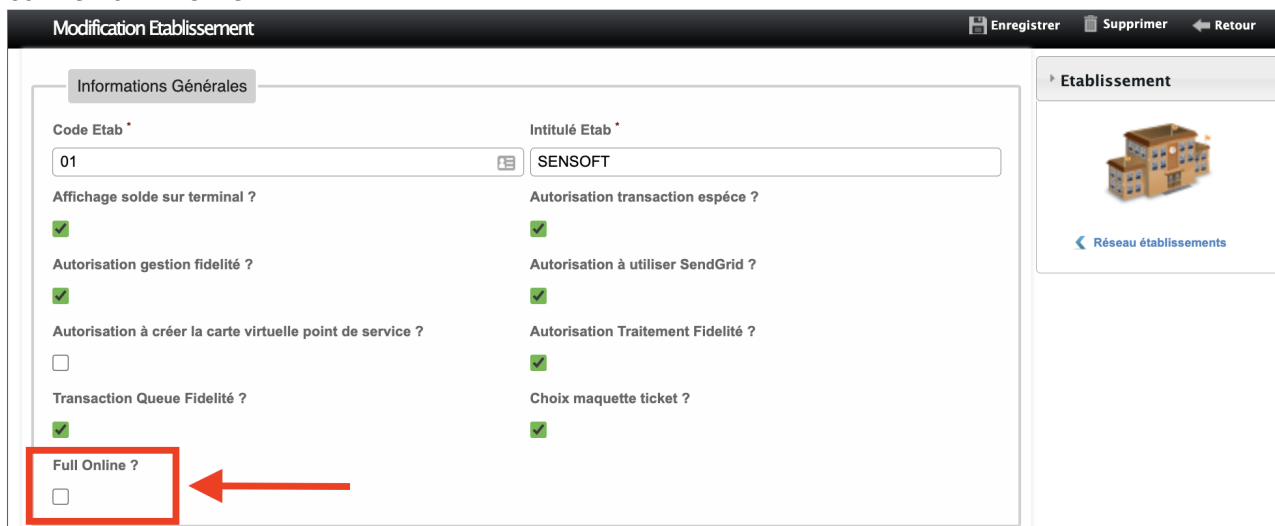 Modification Etablissement
Enregistrer Supprimer Retour
Informations Générales
Etablissement
Code Etab * Intitulé Etab *
01 SENSOFT
Affichage solde sur terminal ? Autorisation transaction espéce ?
Réseau établissements
Autorisation gestion fidelité ? Autorisation à utiliser SendGrid ?
Autorisation à créer la carte virtuelle point de service ? Autorisation Traitement Fidelité ?
Transaction Queue Fidelité ? Choix maquette ticket ?
Full Online ?